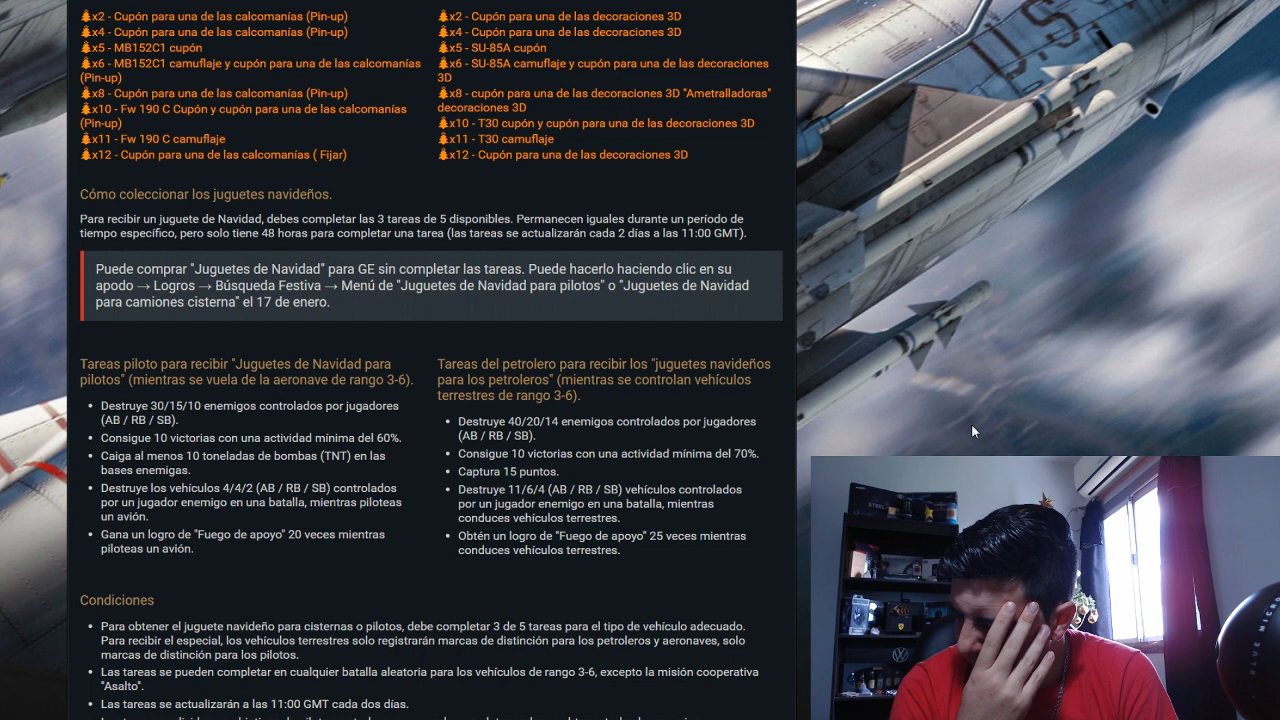 x2 - Cupón para una de las calcomanías (Pin-up)
x4 - Cupón para una de las calcomanías (Pin-up)
x5 - MB152C1 cupón
x6 - MB152C1 camuflaje y cupón para una de las calcomanías
(Pin-up)
x8 - Cupón para una de las calcomanías (Pin-up)
x10 - Fw 190 C Cupón y cupón para una de las calcomanías
(Pin-up)
x11 - Fw 190 C camuflaje
x12 - Cupón para una de las calcomanías ( Fijar)
x2 - Cupón para una de las decoraciones 3D
x4 - Cupón para una de las decoraciones 3D
x5 - SU-85A cupón
x6 - SU-85A camuflaje y cupón para una de las decoraciones
3D
x8 - cupón para una de las decoraciones 3D "Ametralladoras"
decoraciones 3D
x10 - T30 cupón y cupón para una de las decoraciones 3D
x11 - T30 camuflaje
x12 - Cupón para una de las decoraciones 3D
Cómo coleccionar los juguetes navideños.
Para recibir un juguete de Navidad, debes completar las 3 tareas de 5 disponibles. Permanecen iguales durante un período de
tiempo específico, pero solo tiene 48 horas para completar una tarea (las tareas se actualizarán cada 2 días a las 11:00 GMT).
Puede comprar "Juguetes de Navidad" para GE sin completar las tareas. Puede hacerlo haciendo clic en su
apodo → Logros → Búsqueda Festiva → Menú de "Juguetes de Navidad para pilotos" o "Juguetes de Navidad
para camiones cisterna" el 17 de enero.
Tareas piloto para recibir "Juguetes de Navidad para
pilotos" (mientras se vuela de la aeronave de rango 3-6).
• Destruye 30/15/10 enemigos controlados por jugadores
(AB / RB / SB).
• Consigue 10 victorias con una actividad mínima del 60%.
• Caiga al menos 10 toneladas de bombas (TNT) en las
bases enemigas.
• Destruye los vehículos 4/4/2 (AB / RB / SB) controlados
por un jugador enemigo en una batalla, mientras piloteas
un avión.
• Gana un logro de "Fuego de apoyo" 20 veces mientras
piloteas un avión.
Tareas del petrolero para recibir los "juguetes navideños
para los petroleros" (mientras se controlan vehículos
terrestres de rango 3-6).
• Destruye 40/20/14 enemigos controlados por jugadores
(AB / RB / SB).
• Consigue 10 victorias con una actividad mínima del 70%.
• Captura 15 puntos.
• Destruye 11/6/4 (AB / RB / SB) vehículos controlados
por un jugador enemigo en una batalla, mientras
conduces vehículos terrestres.
• Obtén un logro de "Fuego de apoyo" 25 veces mientras
conduces vehículos terrestres.
Condiciones
• Para obtener el juguete navideño para cisternas o pilotos, debe completar 3 de 5 tareas para el tipo de vehículo adecuado.
Para recibir el especial, los vehículos terrestres solo registrarán marcas de distinción para los petroleros y aeronaves, solo
marcas de distinción para los pilotos.
• Las tareas se pueden completar en cualquier batalla aleatoria para los vehículos de rango 3-6, excepto la misión cooperativa
"Asalto".
• Las tareas se actualizarán a las 11:00 GMT cada dos días.